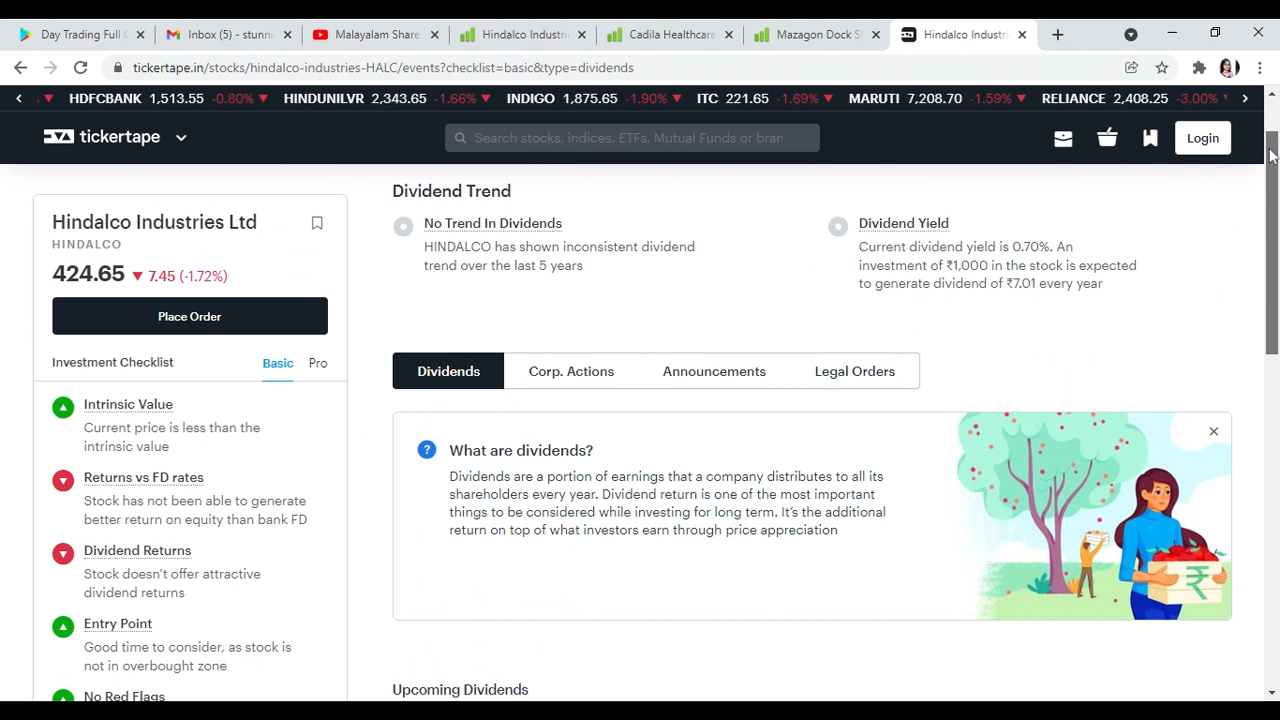 Day Trading Full
Inbox (5) - stunni
Malayalam Share
Hindalco Industri
Cadila Healthcare
Mazagon Dock S
Hindalco Industri
tickertape.in/stocks/hindalco-industries-HALC/events?checklist=basic&type=dividends
HDFCBANK 1,513.55 -0.80% HINDUNILVR 2,343.65 -1.66% INDIGO 1,875.65 -1.90% ITC 221.65 -1.69% MARUTI 7,208.70 -1.59% RELIANCE 2,408.25 -3.00%
tickertape
Search stocks, indices, ETFs, Mutual Funds or bran
Login
Hindalco Industries Ltd
HINDALCO
424.65 7.45 (-1.72%)
Place Order
Investment Checklist Basic Pro
Intrinsic Value
Current price is less than the
intrinsic value
Returns vs FD rates
Stock has not been able to generate
better return on equity than bank FD
Dividend Returns
Stock doesn't offer attractive
dividend returns
Entry Point
Good time to consider, as stock is
not in overbought zone
No Red Flags
Dividend Trend
No Trend In Dividends
HINDALCO has shown inconsistent dividend
trend over the last 5 years
Dividend Yield
Current dividend yield is 0.70%. An
investment of ₹1,000 in the stock is expected
to generate dividend of ₹7.01 every year
Dividends Corp. Actions Announcements Legal Orders
? What are dividends?
Dividends are a portion of earnings that a company distributes to all its
shareholders every year. Dividend return is one of the most important
things to be considered while investing for long term. It's the additional
return on top of what investors earn through price appreciation
₹
Upcoming Dividends